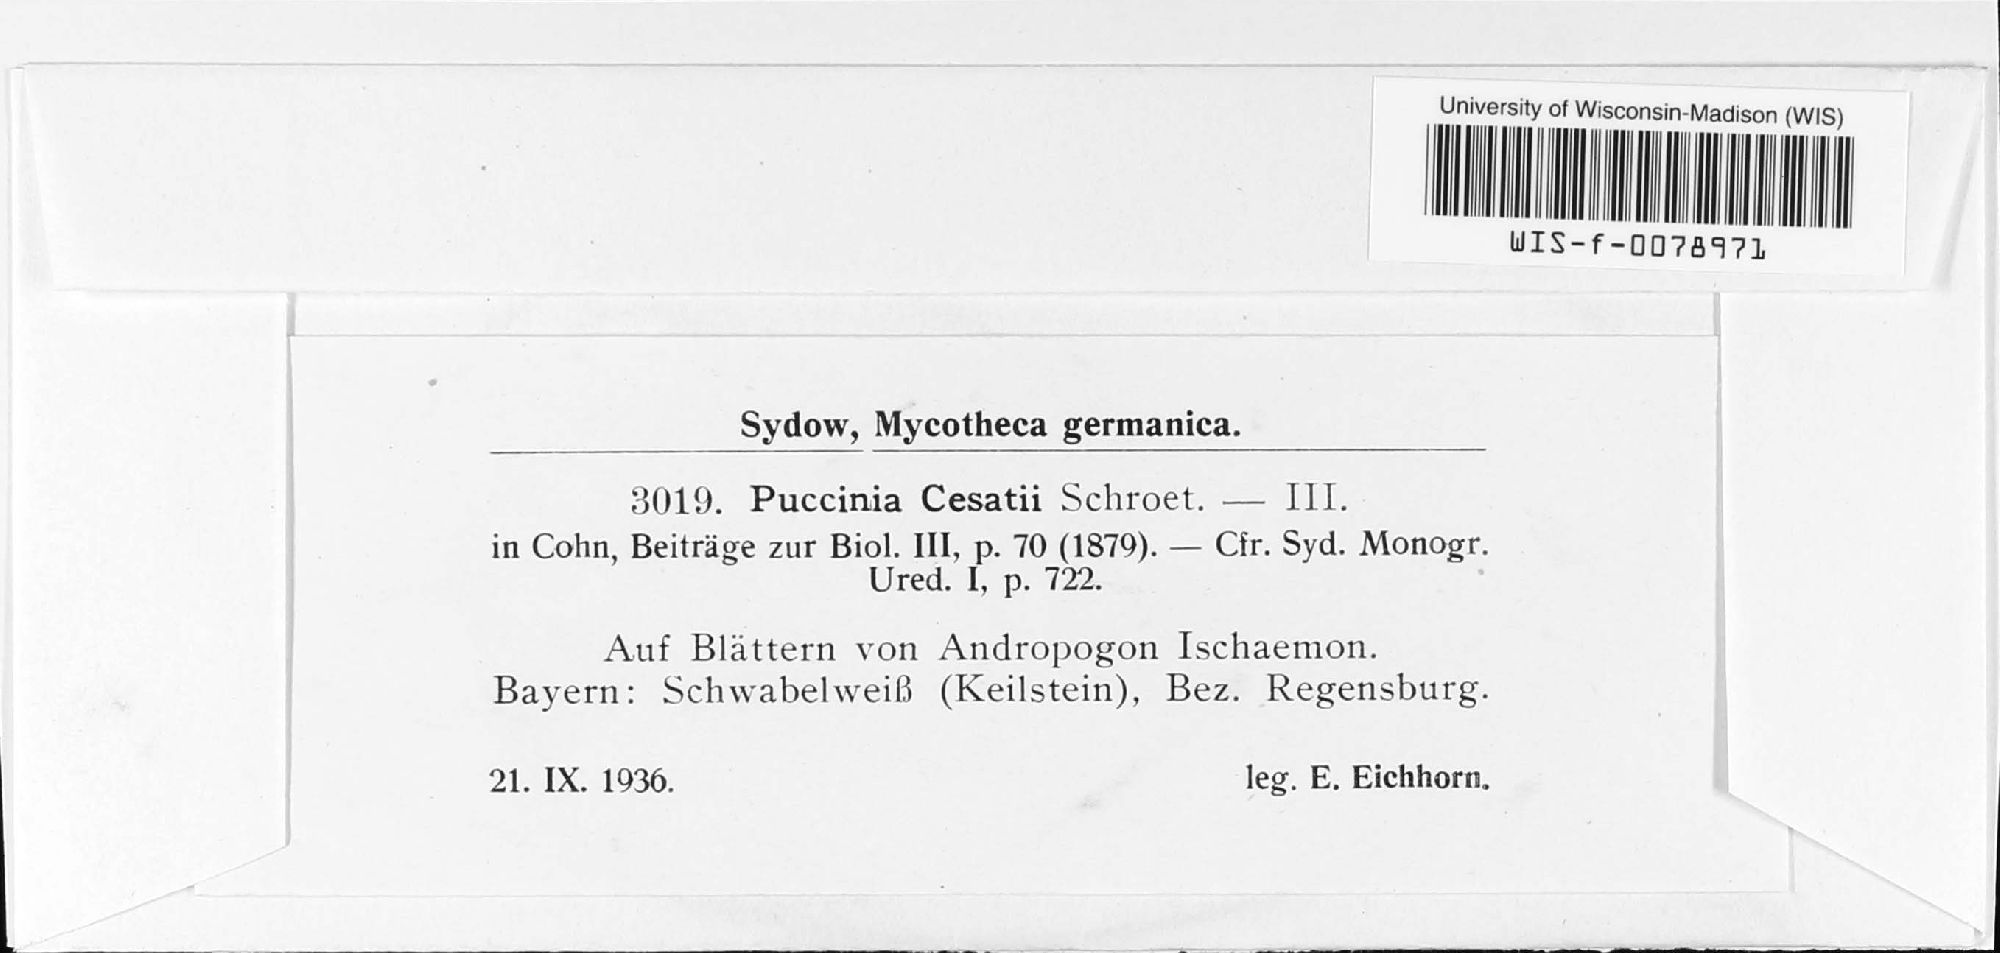 University of Wisconsin-Madison (WIS)
WIS-f-0078971
Sydow, Mycotheca germanica.
3019. Puccinia Cesatii Schroet. — III.
in Cohn, Beiträge zur Biol. III, p. 70 (1879). — Cfr. Syd. Monogr.
Ured. I, p. 722.
Auf Blättern von Andropogon Ischaemon.
Bayern: Schwabelweiß (Keilstein), Bez. Regensburg.
21. IX. 1936. leg. E. Eichhorn.